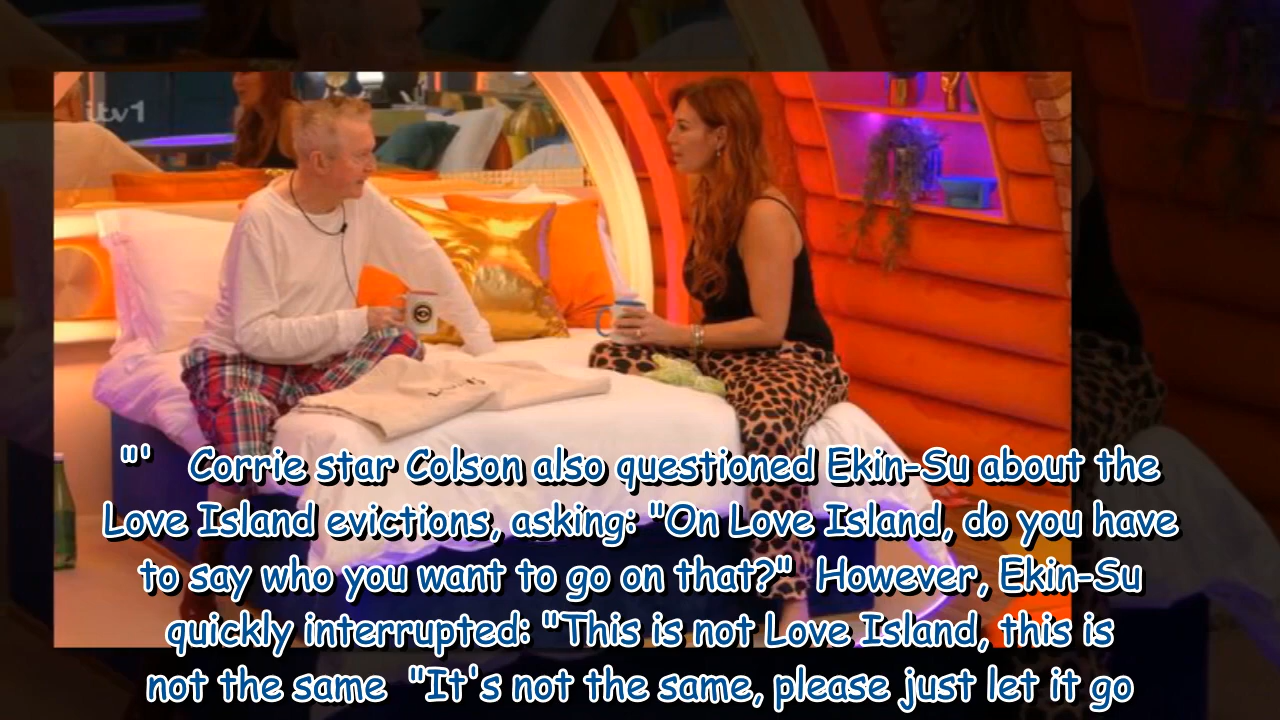 itv1
"' Corrie star Colson also questioned Ekin-Su about the
Love Island evictions, asking: "On Love Island, do you have
to say who you want to go on that?" However, Ekin-Su
quickly interrupted: "This is not Love Island, this is
not the same "It's not the same, please just let it go